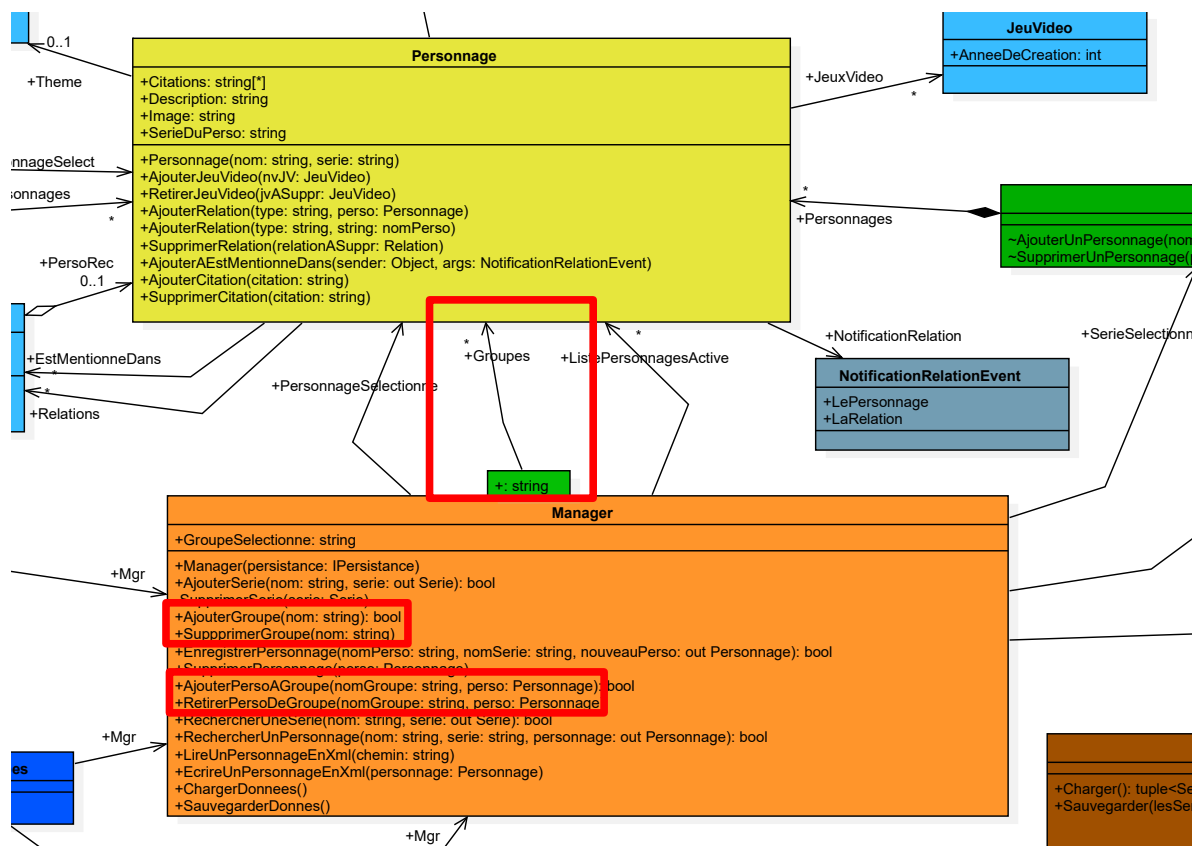 0..1
+Theme
Personnage
+Citations: string[*]
+Description: string
+Image: string
+SerieDuPerso: string
+Personnage(nom: string, serie: string)
+AjouterJeuVideo(nvJV: JeuVideo)
+RetirerJeuVideo(jvASuppr: JeuVideo)
+AjouterRelation(type: string, perso: Personnage)
+AjouterRelation(type: string, string: nomPerso)
+SupprimerRelation(relationASuppr: Relation)
+AjouterAEstMentionneDans(sender: Object, args: NotificationRelationEvent)
+AjouterCitation(citation: string)
+SupprimerCitation(citation: string)
JeuVideo
+AnneeDeCreation: int
+JeuxVideo
*
nnageSelect
sonnages
*
+PersoRec
0..1
*
+Personnages
~AjouterUnPersonnage(nom
~SupprimerUnPersonnage(p
+EstMentionneDans
*
*
+Relations
+PersonnageSelectionne
*
+Groupes
*
+ListePersonnagesActive
+NotificationRelation
+SerieSelectionn
NotificationRelationEvent
+LePersonnage
+LaRelation
+: string
Manager
+GroupeSelectionne: string
+Manager(persistance: IPersistance)
+AjouterSerie(nom: string, serie: out Serie): bool
+SupprimerSerie(serie: Serie)
+AjouterGroupe(nom: string): bool
+SuppprimerGroupe(nom: string)
+EnregistrerPersonnage(nomPerso: string, nomSerie: string, nouveauPerso: out Personnage): bool
+SupprimerPersonnage(perso: Personnage)
+AjouterPersoAGroupe(nomGroupe: string, perso: Personnage): bool
+RetirerPersoDeGroupe(nomGroupe: string, perso: Personnage
+RechercherUneSerie(nom: string, serie: out Serie): bool
+RechercherUnPersonnage(nom: string, serie: string, personnage: out Personnage): bool
+LireUnPersonnageEnXml(chemin: string)
+EcrireUnPersonnageEnXml(personnage: Personnage)
+ChargerDonnees()
+SauvegarderDonnes()
+Mgr
+Mgr
es
+Mgr
+Charger(): tuple<Se
+Sauvegarder(lesSer